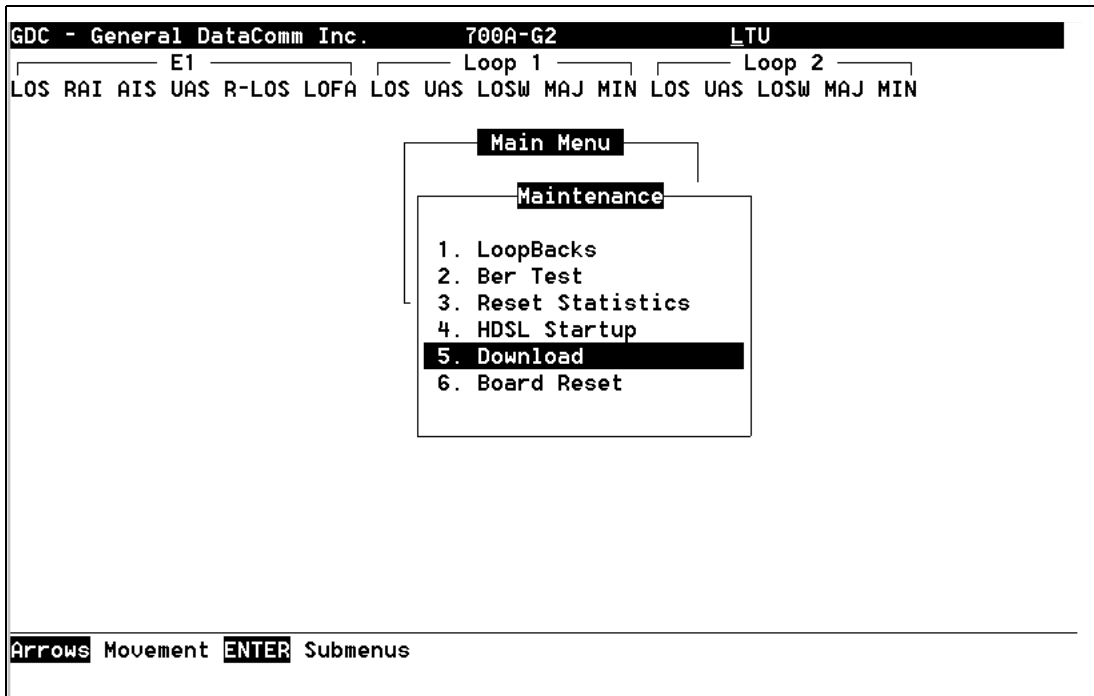 GDC - General DataComm Inc. 700A-G2 LTU
E1 Loop 1 Loop 2
LOS RAI AIS UAS R-LOS LOFA LOS UAS LOSW MAJ MIN LOS UAS LOSW MAJ MIN
Main Menu
Maintenance
1. LoopBacks
2. Ber Test
3. Reset Statistics
4. HDSL Startup
5. Download
6. Board Reset
Arrows Movement ENTER Submenus